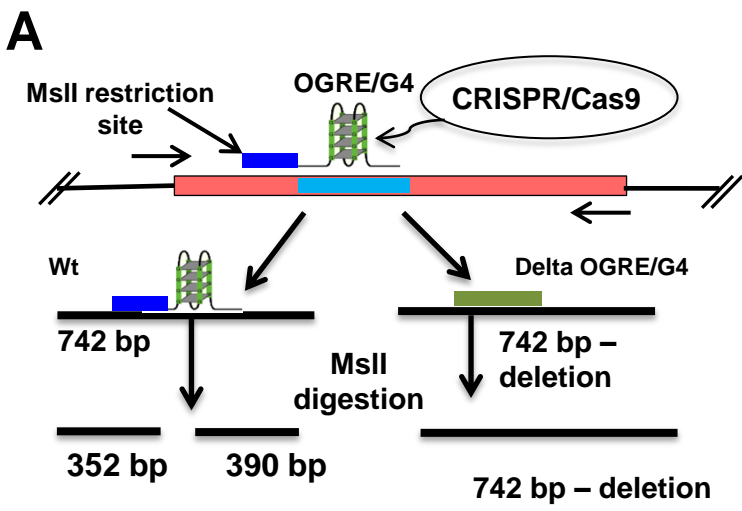 A
MslI restriction
site
OGRE/G4
CRISPR/Cas9
Wt
Delta OGRE/G4
742 bp
742 bp –
deletion
MslI
digestion
352 bp
390 bp
742 bp – deletion